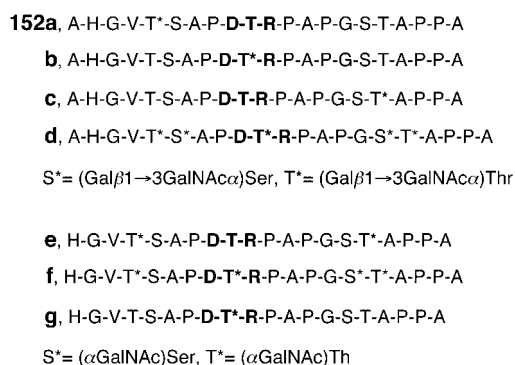 152a, A-H-G-V-T*-S-A-P-D-T-R-P-A-P-G-S-T-A-P-P-A
b, A-H-G-V-T-S-A-P-D-T*-R-P-A-P-G-S-T-A-P-P-A
c, A-H-G-V-T-S-A-P-D-T-R-P-A-P-G-S-T*-A-P-P-A
d, A-H-G-V-T*-S*-A-P-D-T*-R-P-A-P-G-S*-T*-A-P-P-A
S*= (Galβ1→3GalNAcα)Ser, T*= (Galβ1→3GalNAcα)Thr
e, H-G-V-T*-S-A-P-D-T-R-P-A-P-G-S-T*-A-P-P-A
f, H-G-V-T*-S-A-P-D-T*-R-P-A-P-G-S*-T*-A-P-P-A
g, H-G-V-T-S-A-P-D-T*-R-P-A-P-G-S-T-A-P-P-A
S*= (αGalNAc)Ser, T*= (αGalNAc)Th